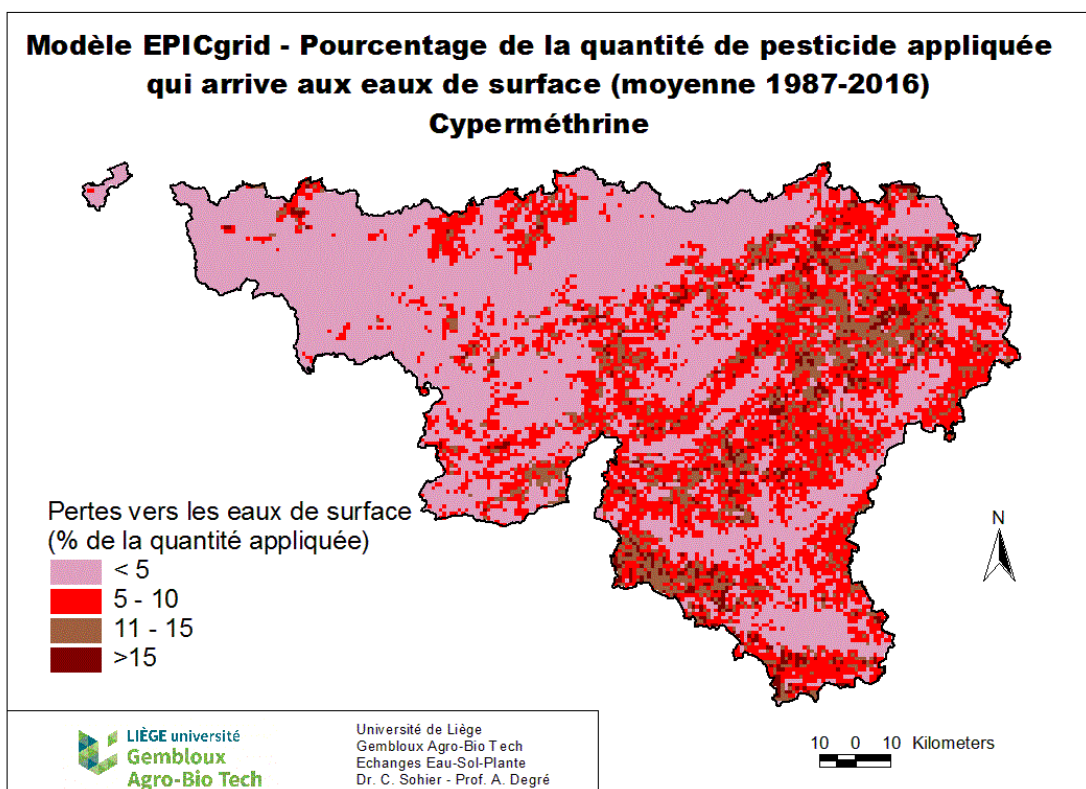 Modèle EPICgrid - Pourcentage de la quantité de pesticide appliquée
qui arrive aux eaux de surface (moyenne 1987-2016)
Cyperméthrine
Pertes vers les eaux de surface
(% de la quantité appliquée)
< 5
5 - 10
11 - 15
>15
N
LIÈGE université
Gembloux
Agro-Bio Tech
Université de Liège
Gembloux Agro-Bio Tech
Echanges Eau-Sol-Plante
Dr. C. Sohier - Prof. A. Degré
10 0 10 Kilometers